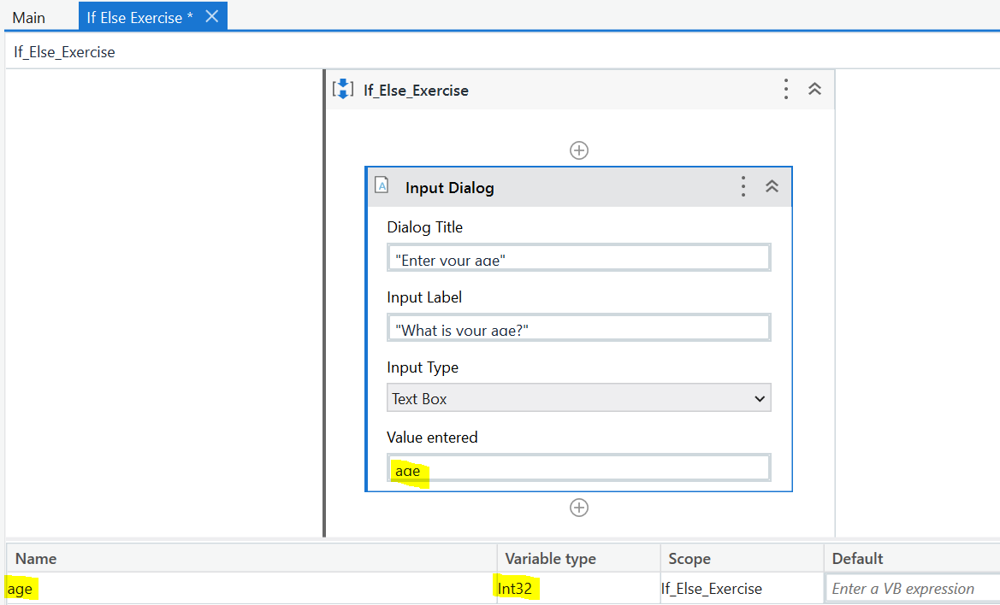 Main
If Else Exercise *
If_Else_Exercise
If_Else_Exercise
A
Input Dialog
Dialog Title
"Enter your age"
Input Label
"What is your age?"
Input Type
Text Box
Value entered
age
Name Variable type Scope Default
age Int32 If_Else_Exercise Enter a VB expression